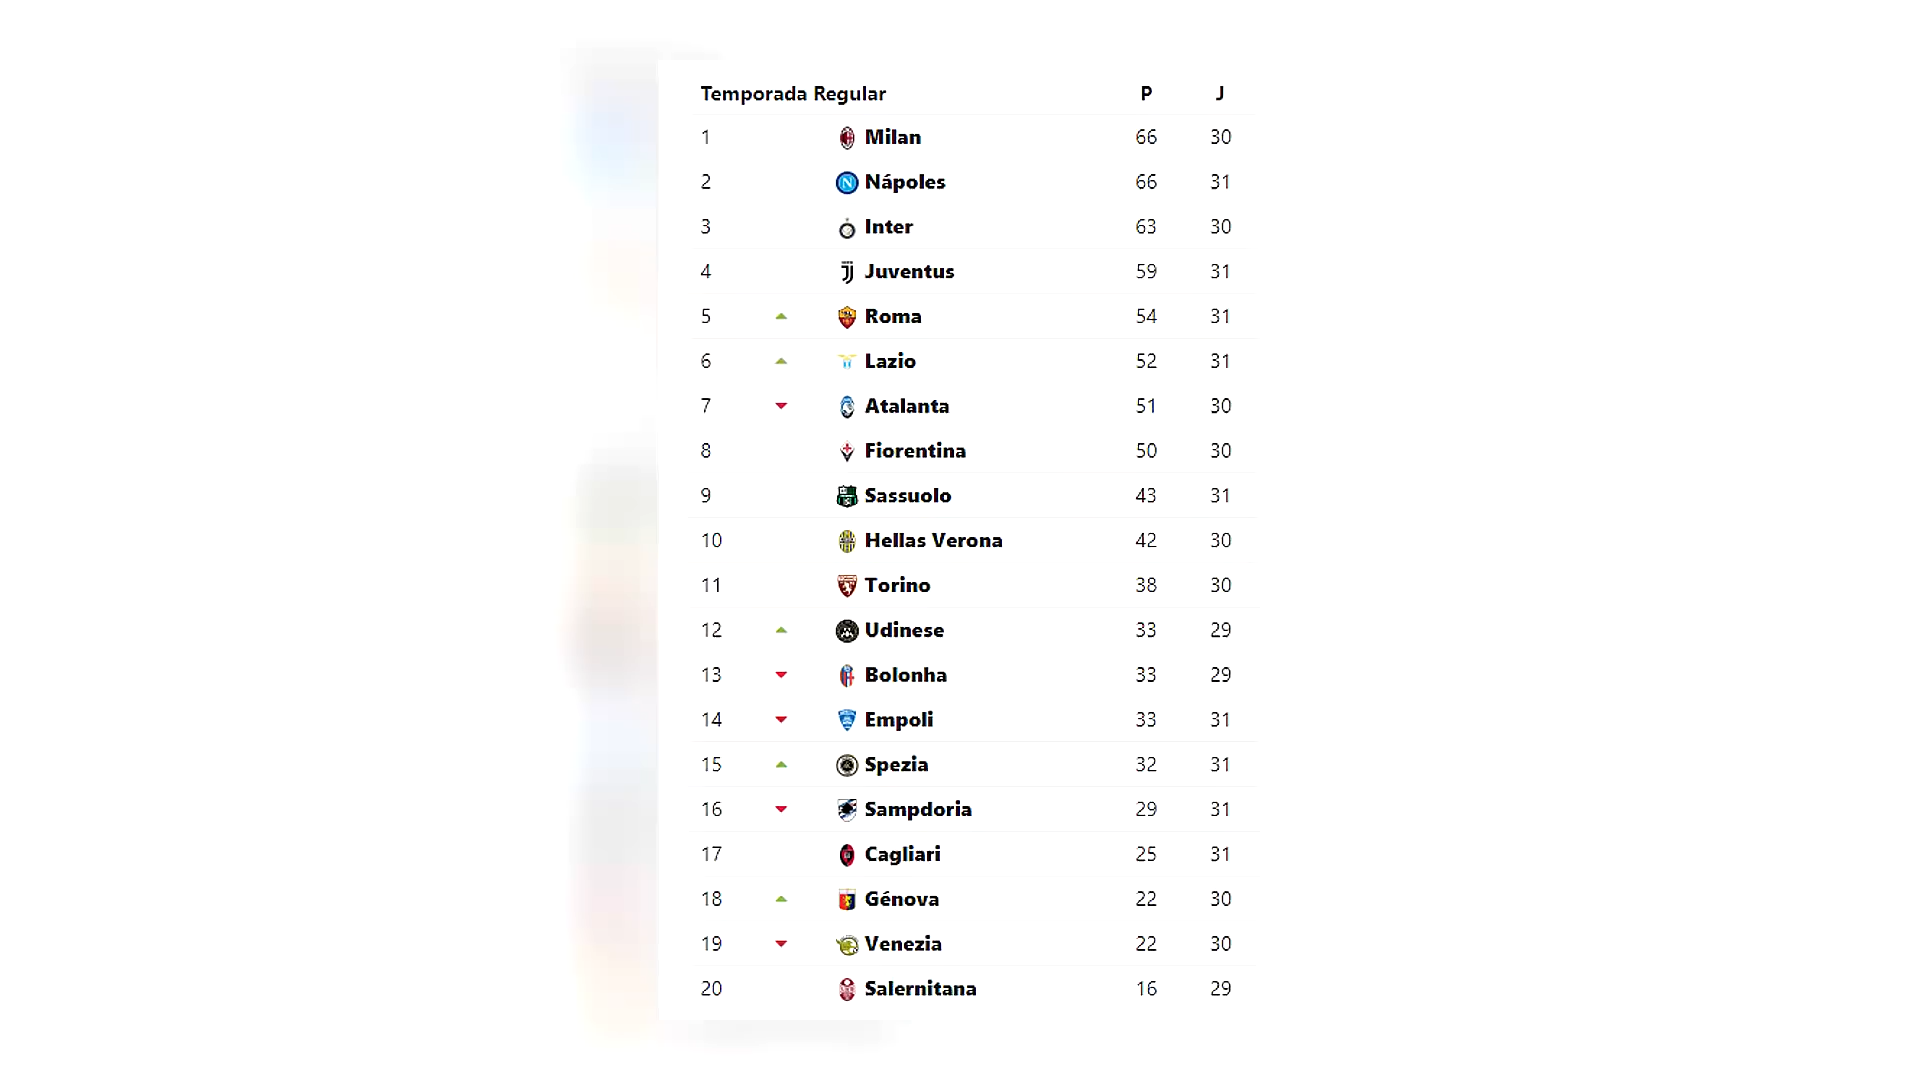 Temporada Regular P J
1 Milan 66 30
2 Nápoles 66 31
3 Inter 63 30
4 Juventus 59 31
5 Roma 54 31
6 Lazio 52 31
7 Atalanta 51 30
8 Fiorentina 50 30
9 Sassuolo 43 31
10 Hellas Verona 42 30
11 Torino 38 30
12 Udinese 33 29
13 Bolonha 33 29
14 Empoli 33 31
15 Spezia 32 31
16 Sampdoria 29 31
17 Cagliari 25 31
18 Génova 22 30
19 Venezia 22 30
20 Salernitana 16 29